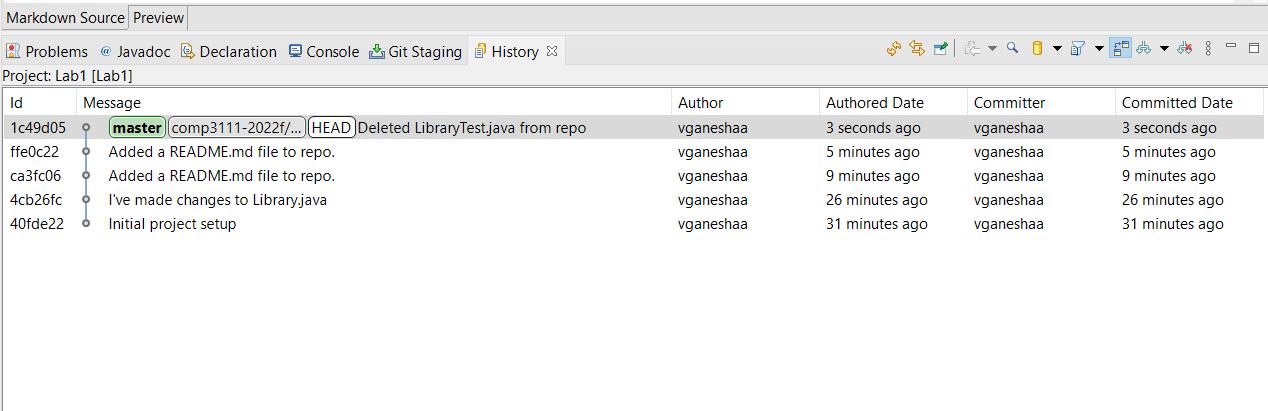 Markdown Source Preview
Problems @ Javadoc Declaration Console Git Staging History
Project: Lab1 [Lab1]
Id Message Author Authored Date Committer Committed Date
1c49d05 master comp3111-2022f/... HEAD Deleted LibraryTest.java from repo vganeshaa 3 seconds ago vganeshaa 3 seconds ago
ffe0c22 Added a README.md file to repo. vganeshaa 5 minutes ago vganeshaa 5 minutes ago
ca3fc06 Added a README.md file to repo. vganeshaa 9 minutes ago vganeshaa 9 minutes ago
4cb26fc I've made changes to Library.java vganeshaa 26 minutes ago vganeshaa 26 minutes ago
40fde22 Initial project setup vganeshaa 31 minutes ago vganeshaa 31 minutes ago